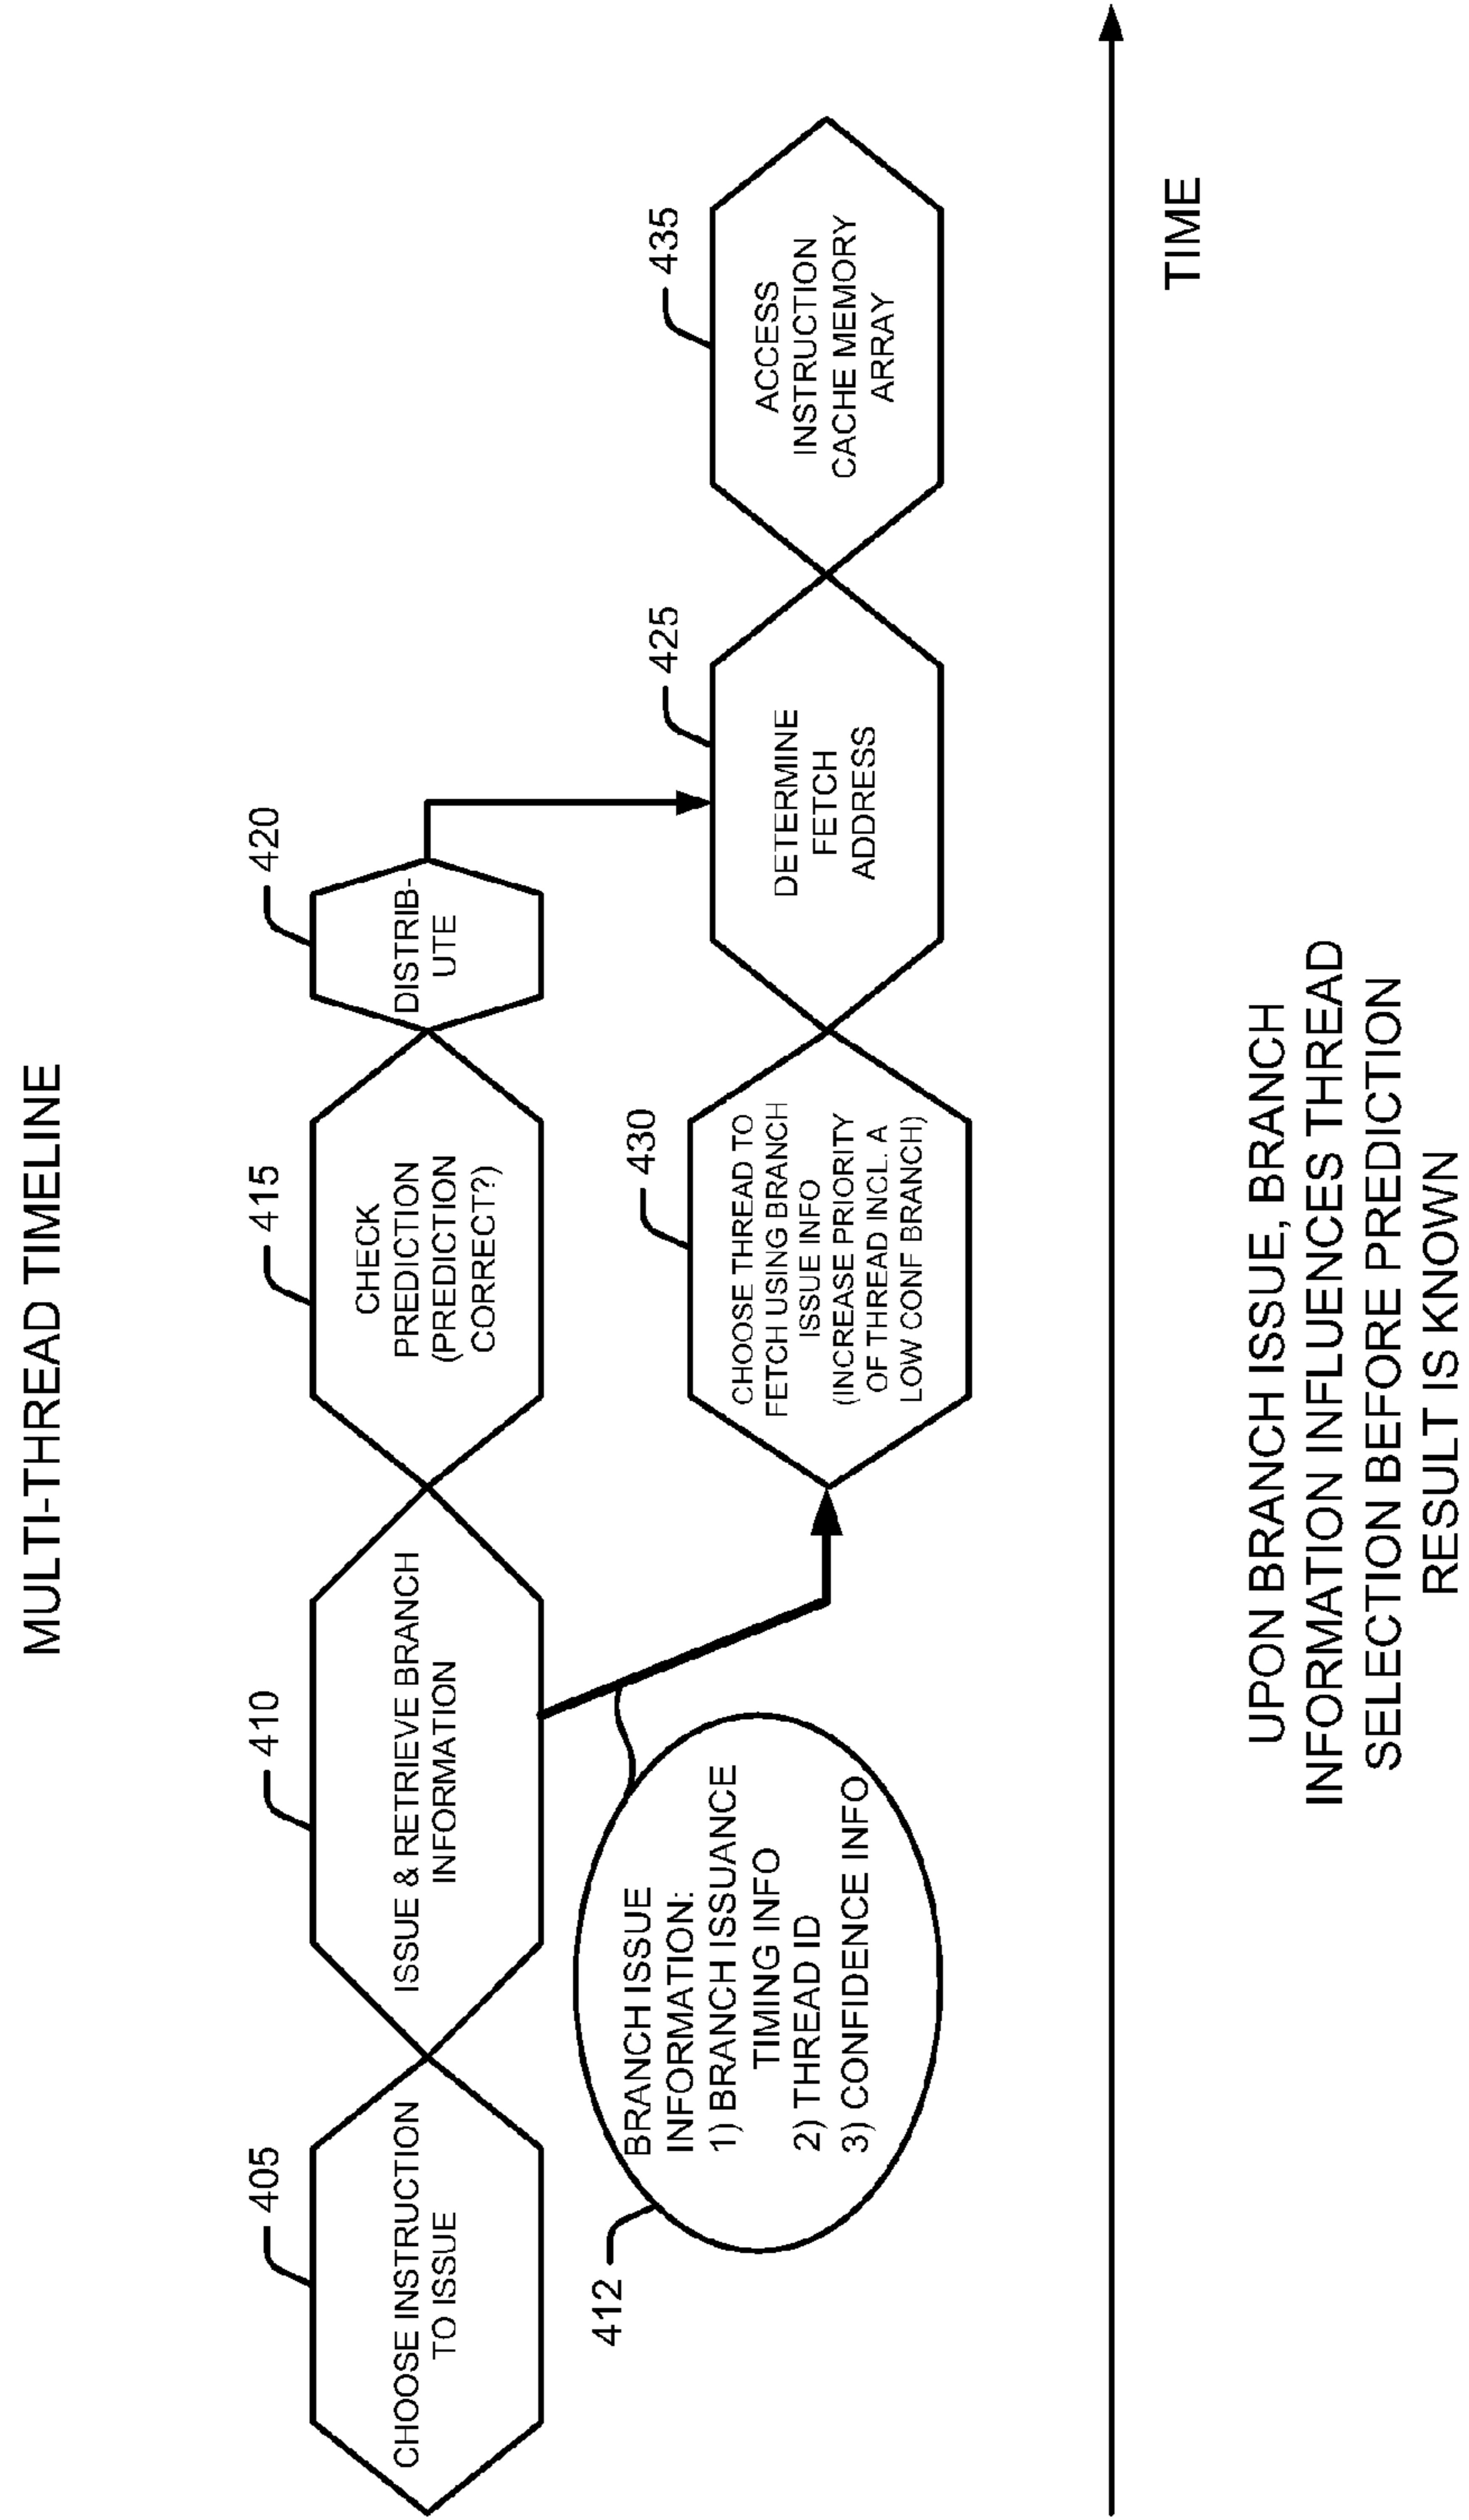 MULTI-THREAD TIMELINE
405
CHOOSE INSTRUCTION
TO ISSUE
410
ISSUE & RETRIEVE BRANCH
INFORMATION
415
CHECK
PREDICTION
(PREDICTION
CORRECT?)
420
DISTRIB-
UTE
412
BRANCH ISSUE
INFORMATION:
1) BRANCH ISSUANCE
TIMING INFO
2) THREAD ID
3) CONFIDENCE INFO
430
CHOOSE THREAD TO
FETCH USING BRANCH
ISSUE INFO
(INCREASE PRIORITY
OF THREAD INCL. A
LOW CONF BRANCH)
425
DETERMINE
FETCH
ADDRESS
435
ACCESS
INSTRUCTION
CACHE MEMORY
ARRAY
TIME
UPON BRANCH ISSUE, BRANCH
INFORMATION INFLUENCES THREAD
SELECTION BEFORE PREDICTION
RESULT IS KNOWN